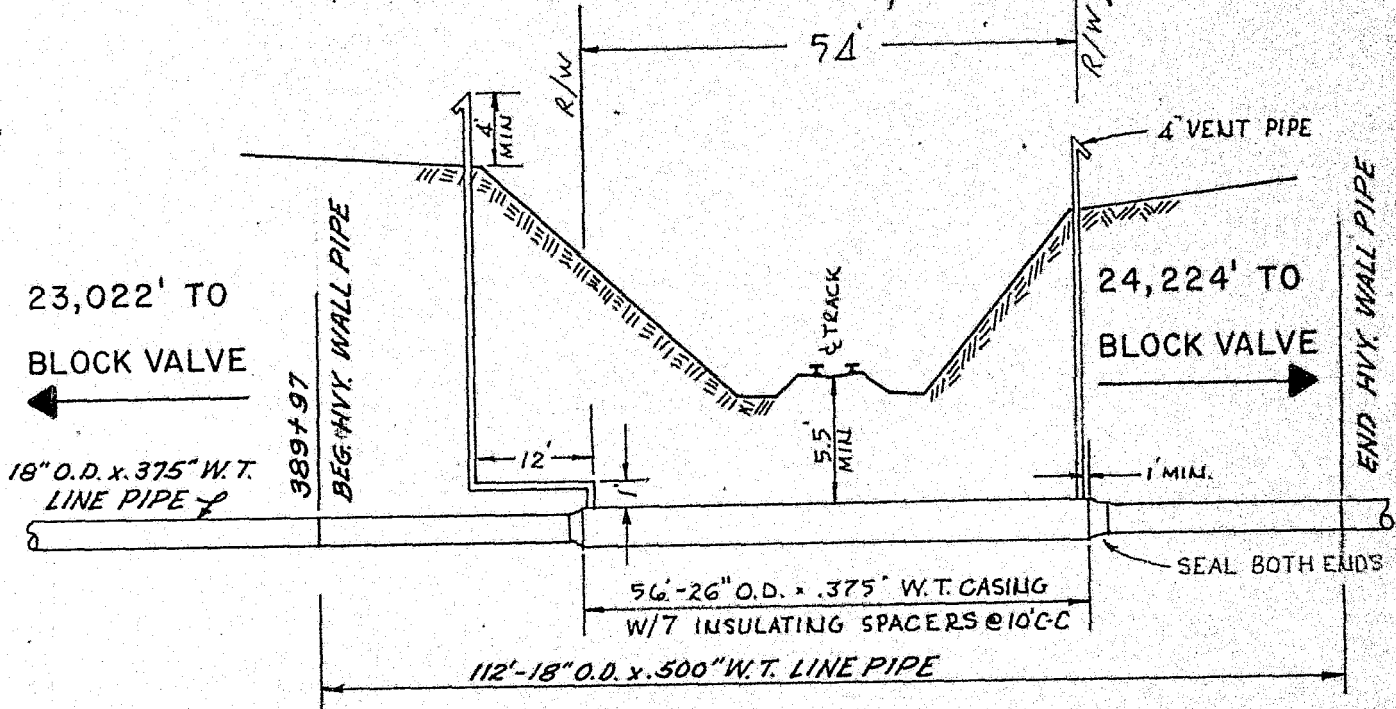 54'
R/W
R/W
4' MIN
4" VENT PIPE
23,022' TO
BLOCK VALVE
389+97
BEG. HVY. WALL PIPE
℄ TRACK
24,224' TO
BLOCK VALVE
END HVY. WALL PIPE
18" O.D. x .375" W.T.
LINE PIPE
12'
1'
5.5' MIN
1' MIN.
SEAL BOTH ENDS
56'-26" O.D. x .375" W.T. CASING
W/7 INSULATING SPACERS @ 10' C-C
112'-18" O.D. x .500" W.T. LINE PIPE